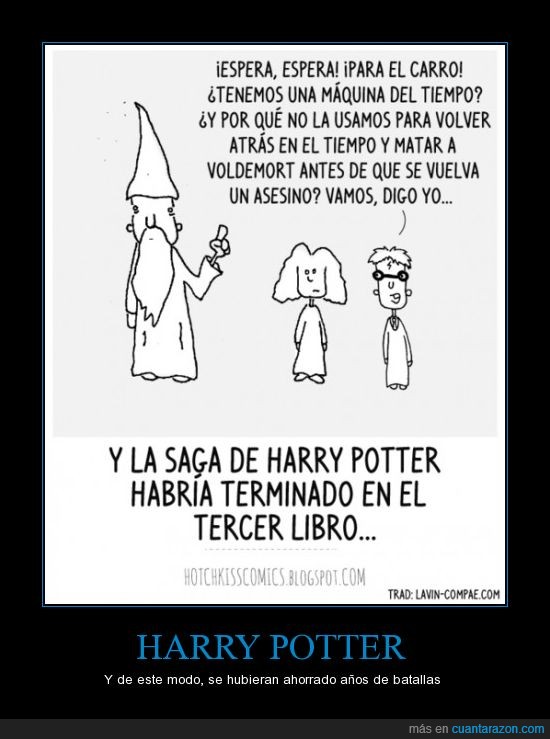 ¡ESPERA, ESPERA! ¡PARA EL CARRO!
¿TENEMOS UNA MÁQUINA DEL TIEMPO?
¿Y POR QUÉ NO LA USAMOS PARA VOLVER
ATRÁS EN EL TIEMPO Y MATAR A
VOLDEMORT ANTES DE QUE SE VUELVA
UN ASESINO? VAMOS, DIGO YO...
Y LA SAGA DE HARRY POTTER
HABRÍA TERMINADO EN EL
TERCER LIBRO...
HOTCHKISSCOMICS.BLOGSPOT.COM
TRAD: LAVIN-COMPAE.COM
HARRY POTTER
Y de este modo, se hubieran ahorrado años de batallas
más en cuantarazon.com